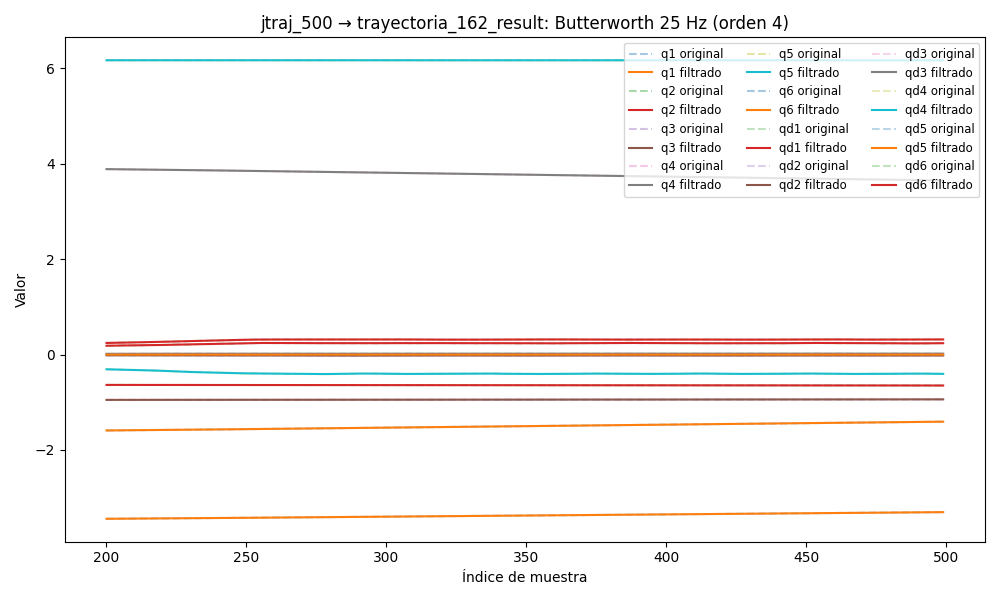 jtraj_500 → trayectoria_162_result: Butterworth 25 Hz (orden 4)
q1 original
q1 filtrado
q2 original
q2 filtrado
q3 original
q3 filtrado
q4 original
q4 filtrado
q5 original
q5 filtrado
q6 original
q6 filtrado
qd1 original
qd1 filtrado
qd2 original
qd2 filtrado
qd3 original
qd3 filtrado
qd4 original
qd4 filtrado
qd5 original
qd5 filtrado
qd6 original
qd6 filtrado
Valor
6
4
2
0
−2
200
250
300
350
400
450
500
Índice de muestra